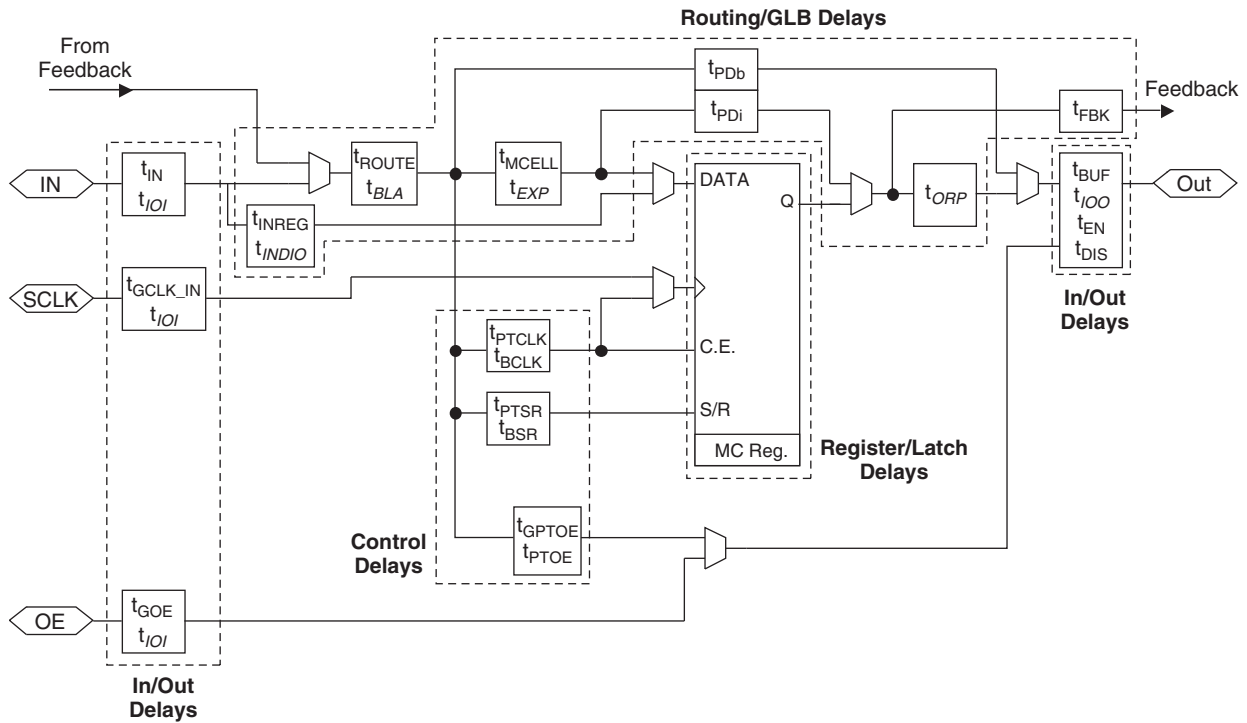 Routing/GLB Delays
From
Feedback
tPDb
tPDi
tFBK
Feedback
IN
tIN
tIOI
tROUTE
tBLA
tMCELL
tEXP
tINREG
tINDIO
DATA
Q
tORP
tBUF
tIOO
tEN
tDIS
Out
In/Out
Delays
SCLK
tGCLK_IN
tIOI
tPTCLK
tBCLK
C.E.
tPTSR
tBSR
S/R
MC Reg.
Register/Latch
Delays
Control
Delays
tGPTOE
tPTOE
OE
tGOE
tIOI
In/Out
Delays